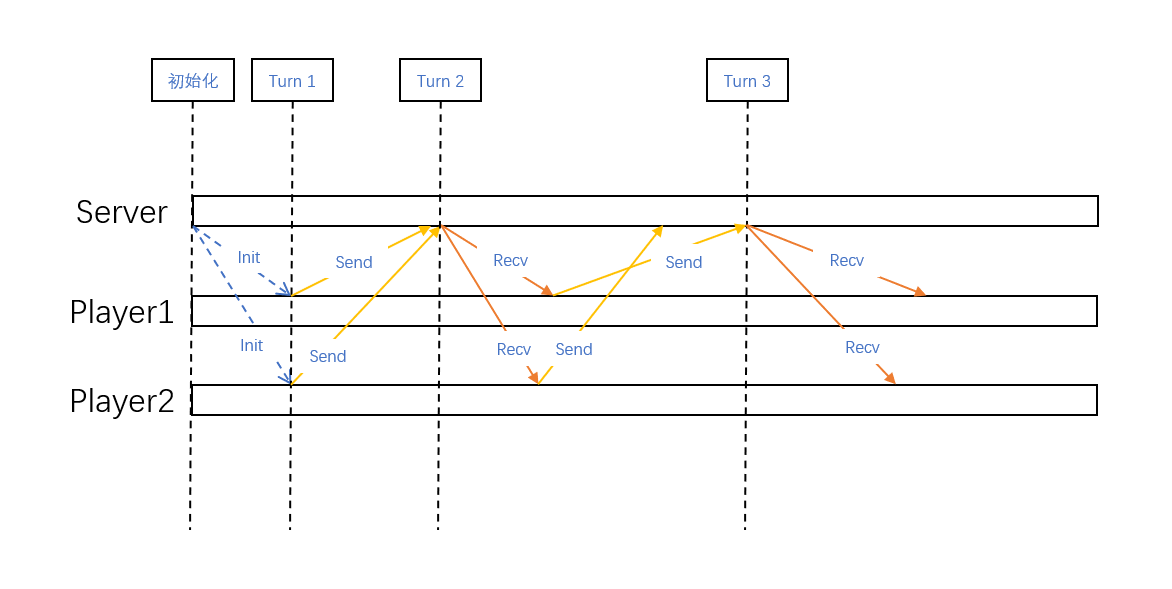 初始化
Turn 1
Turn 2
Turn 3
Server
Init
Send
Recv
Send
Recv
Player1
Init
Send
Recv
Send
Recv
Player2